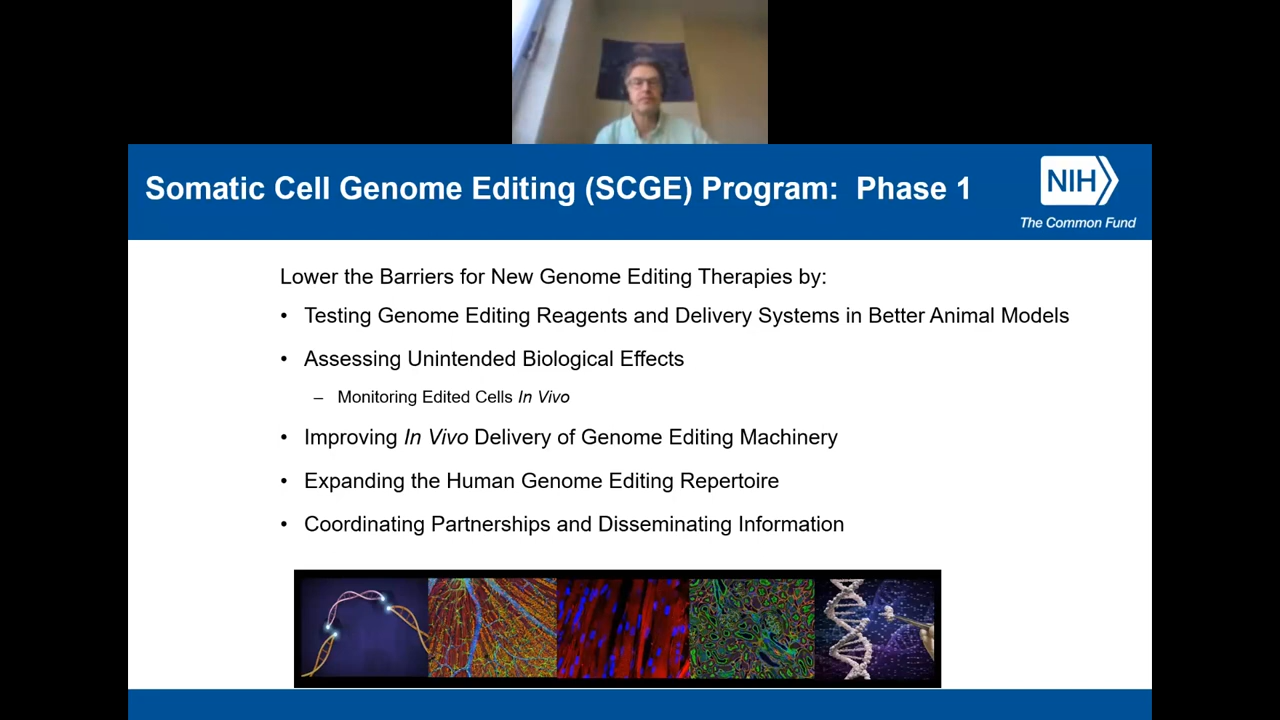 Somatic Cell Genome Editing (SCGE) Program:  Phase 1
NIH
The Common Fund
Lower the Barriers for New Genome Editing Therapies by:
• Testing Genome Editing Reagents and Delivery Systems in Better Animal Models
• Assessing Unintended Biological Effects
– Monitoring Edited Cells In Vivo
• Improving In Vivo Delivery of Genome Editing Machinery
• Expanding the Human Genome Editing Repertoire
• Coordinating Partnerships and Disseminating Information